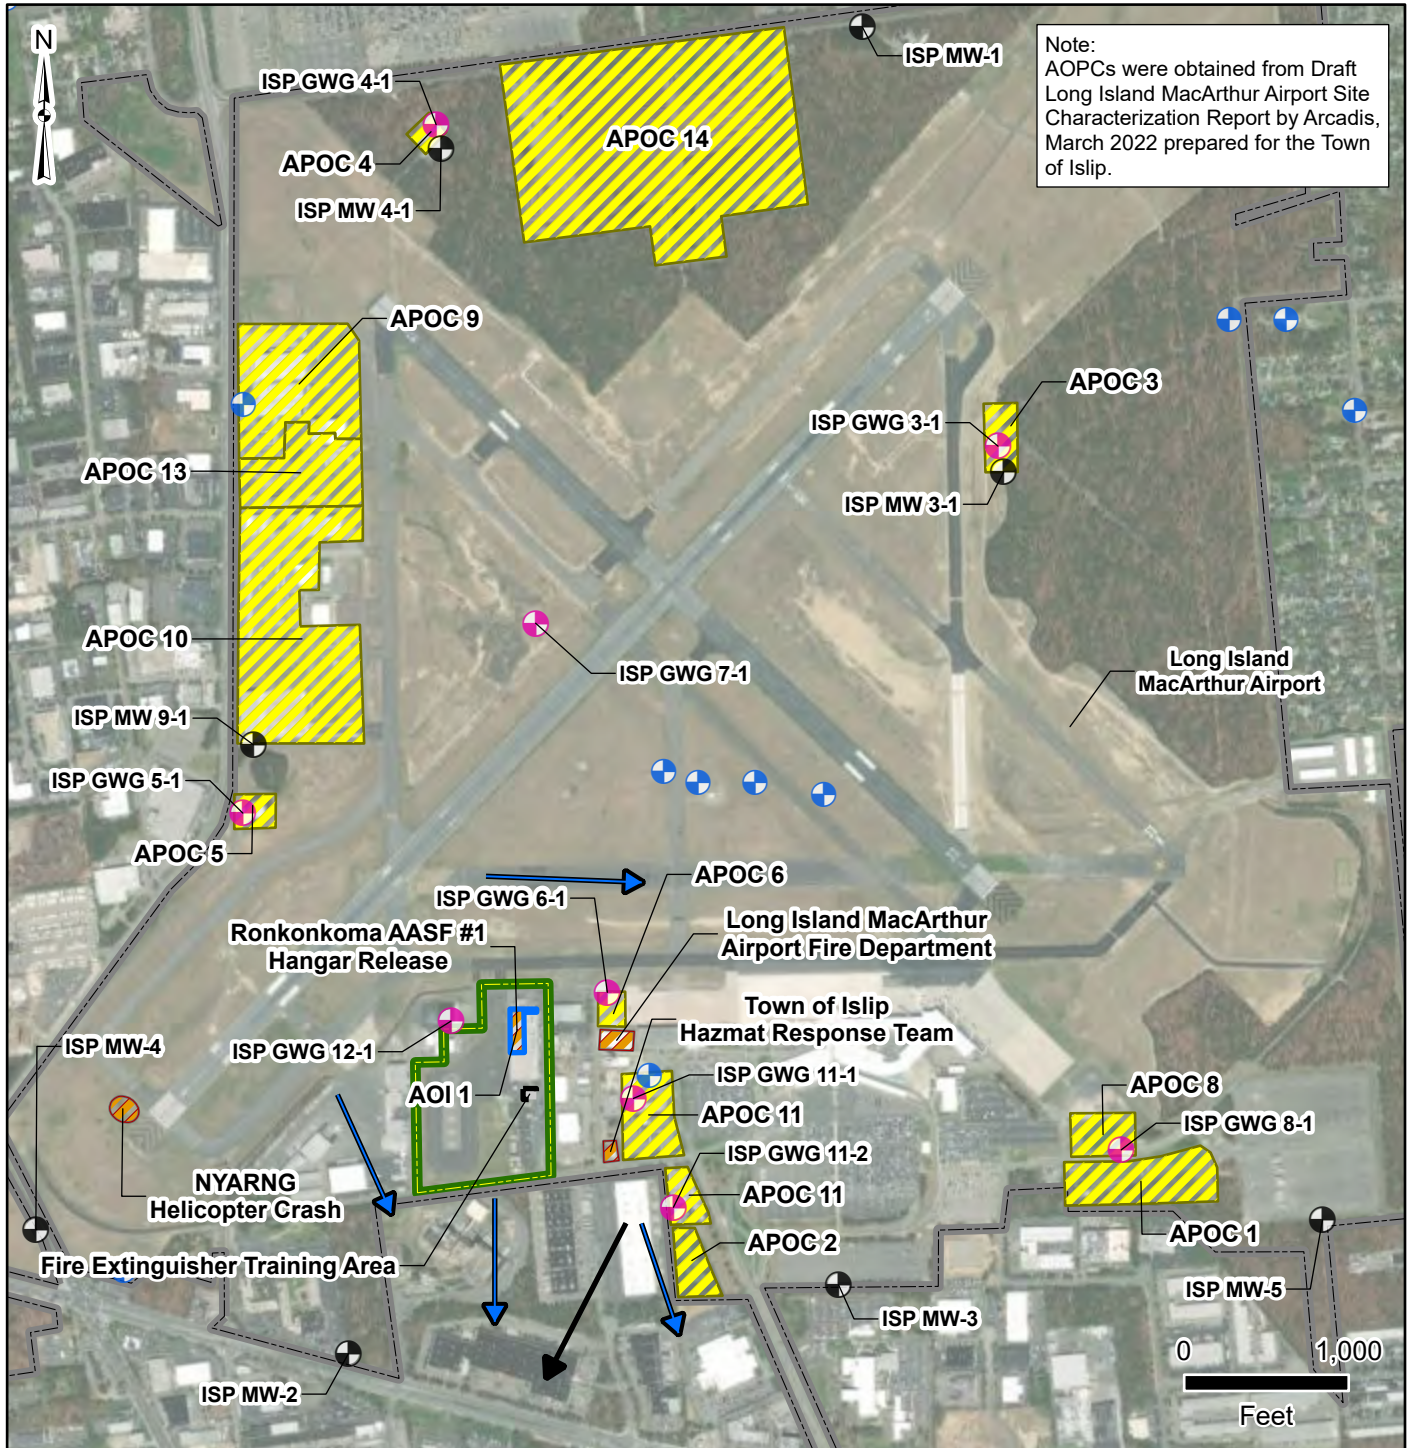 N
ISP MW-1
Note:
AOPCs were obtained from Draft
Long Island MacArthur Airport Site
Characterization Report by Arcadis,
March 2022 prepared for the Town
of Islip.
ISP GWG 4-1
APOC 14
APOC 4
ISP MW 4-1
APOC 9
APOC 3
ISP GWG 3-1
APOC 13
ISP MW 3-1
APOC 10
ISP GWG 7-1
Long Island
MacArthur Airport
ISP MW 9-1
ISP GWG 5-1
APOC 5
APOC 6
ISP GWG 6-1
Ronkonkoma AASF #1
Hangar Release
Long Island MacArthur
Airport Fire Department
Town of Islip
Hazmat Response Team
ISP MW-4
ISP GWG 12-1
ISP GWG 11-1
APOC 8
AOI 1
APOC 11
ISP GWG 8-1
ISP GWG 11-2
NYARNG
Helicopter Crash
APOC 11
APOC 1
APOC 2
Fire Extinguisher Training Area
ISP MW-5
ISP MW-3
ISP MW-2
0 1,000
Feet